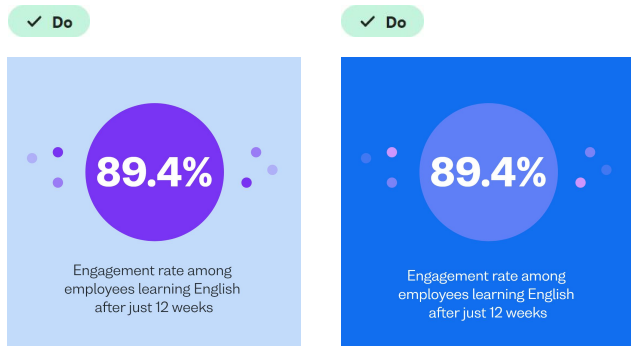 Do
Do
89.4%
Engagement rate among
employees learning English
after just 12 weeks
89.4%
Engagement rate among
employees learning English
after just 12 weeks